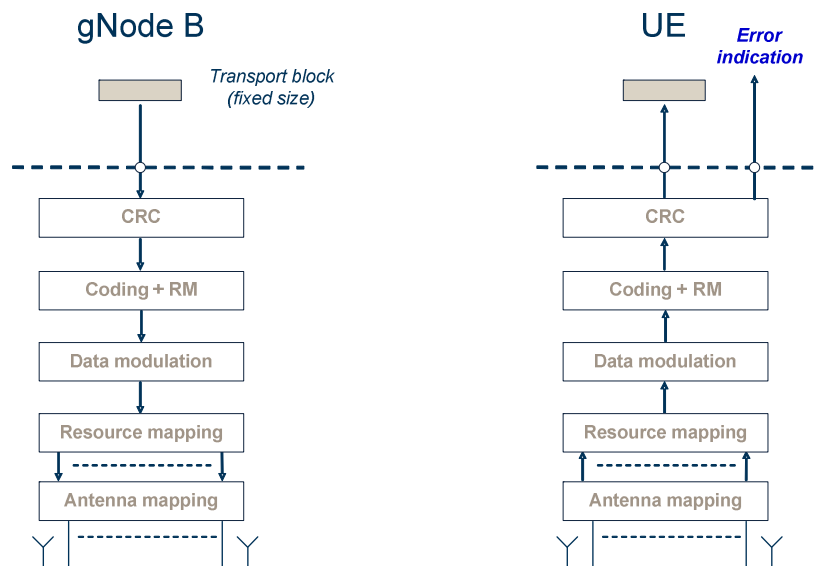 gNode B
Transport block
(fixed size)
CRC
Coding + RM
Data modulation
Resource mapping
Antenna mapping
UE
Error
indication
CRC
Coding + RM
Data modulation
Resource mapping
Antenna mapping